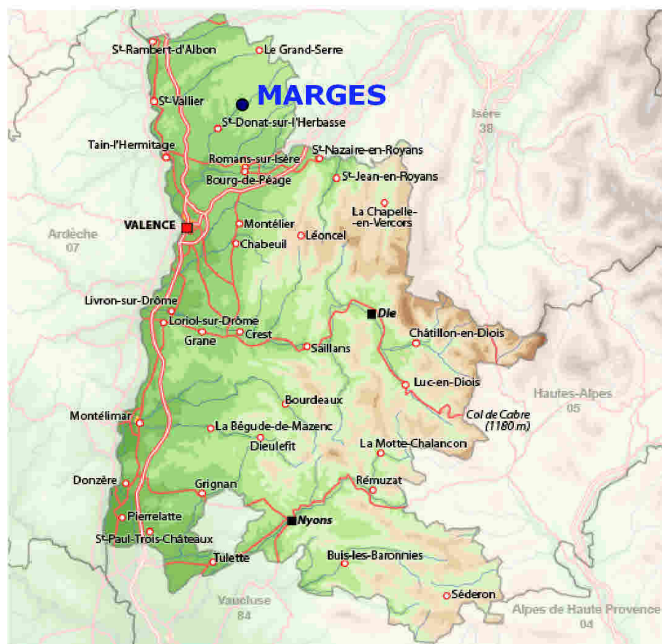 St-Rambert-d'Albon
Le Grand-Serre
St-Vallier
MARGES
Isère
38
St-Donat-sur-l'Herbasse
Tain-l'Hermitage
St-Nazaire-en-Royans
Romans-sur-Isère
Bourg-de-Péage
St-Jean-en-Royans
La Chapelle-
en-Vercors
Ardèche
07
VALENCE
Montélier
Léoncel
Chabeuil
Livron-sur-Drôme
Loriol-sur-Drôme
Die
Grane
Crest
Châtillon-en-Diois
Saillans
Luc-en-Diois
Hautes-Alpes
05
Bourdeaux
Col de Cabre
(1180 m)
Montélimar
La Bégude-de-Mazenc
Dieulefit
La Motte-Chalancon
Donzère
Grignan
Rémuzat
Pierrelatte
Nyons
St-Paul-Trois-Châteaux
Tulette
Buis-les-Baronnies
Séderon
Vaucluse
84
Alpes de Haute Provence
04